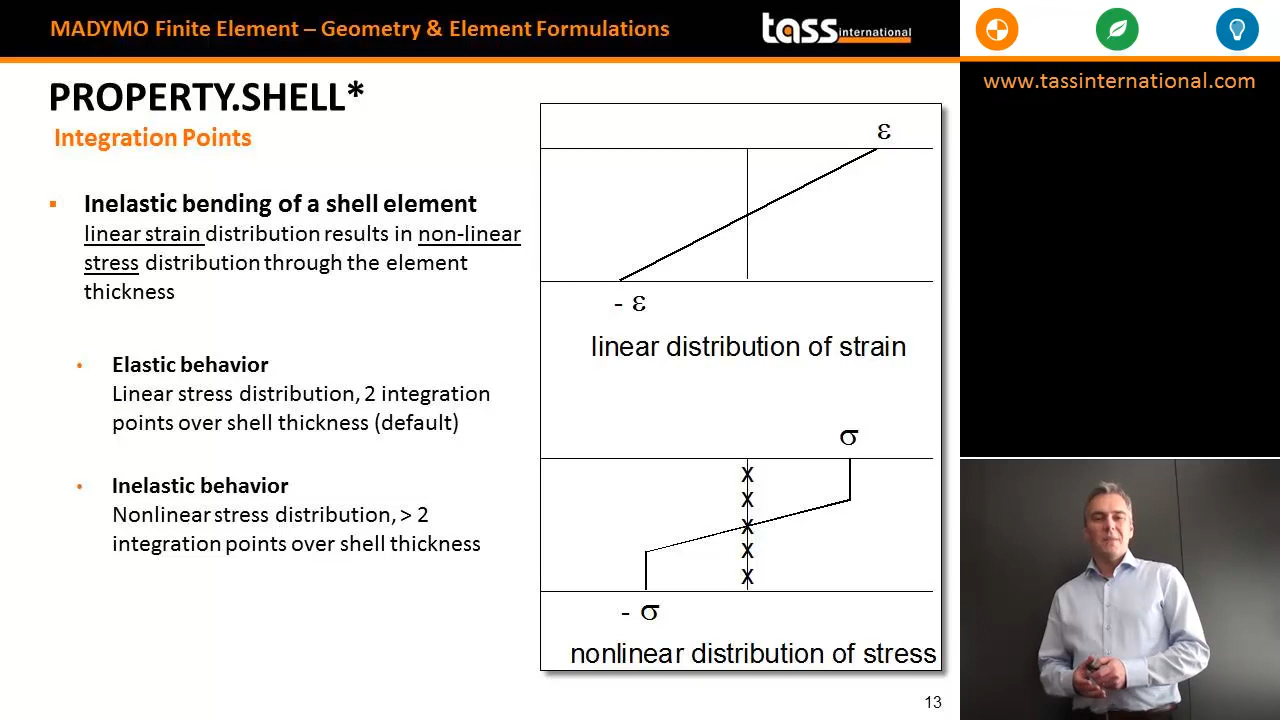 MADYMO Finite Element – Geometry & Element Formulations
tass international
www.tassinternational.com
PROPERTY.SHELL*
Integration Points
▪ Inelastic bending of a shell element
linear strain distribution results in non-linear
stress distribution through the element
thickness
• Elastic behavior
Linear stress distribution, 2 integration
points over shell thickness (default)
• Inelastic behavior
Nonlinear stress distribution, > 2
integration points over shell thickness
ε
- ε
linear distribution of strain
σ
x
x
x
x
x
- σ
nonlinear distribution of stress
13